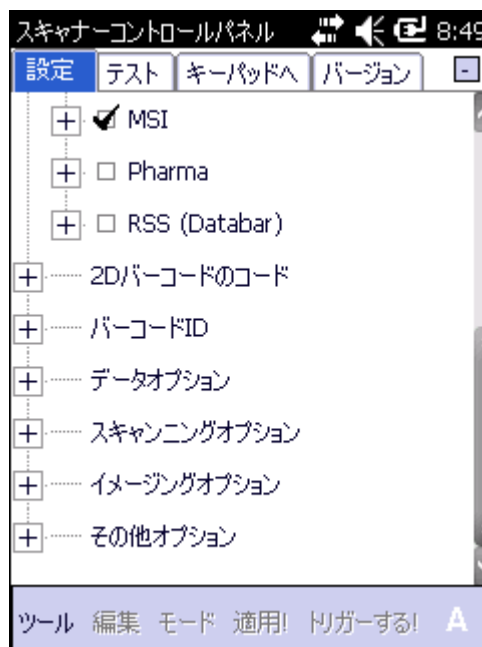 スキャナーコントロールパネル 8:49
設定 テスト キーパッドへ バージョン
MSI
Pharma
RSS (Databar)
2Dバーコードのコード
バーコードID
データオプション
スキャンニングオプション
イメージングオプション
その他オプション
ツール 編集 モード 適用! トリガーする! A